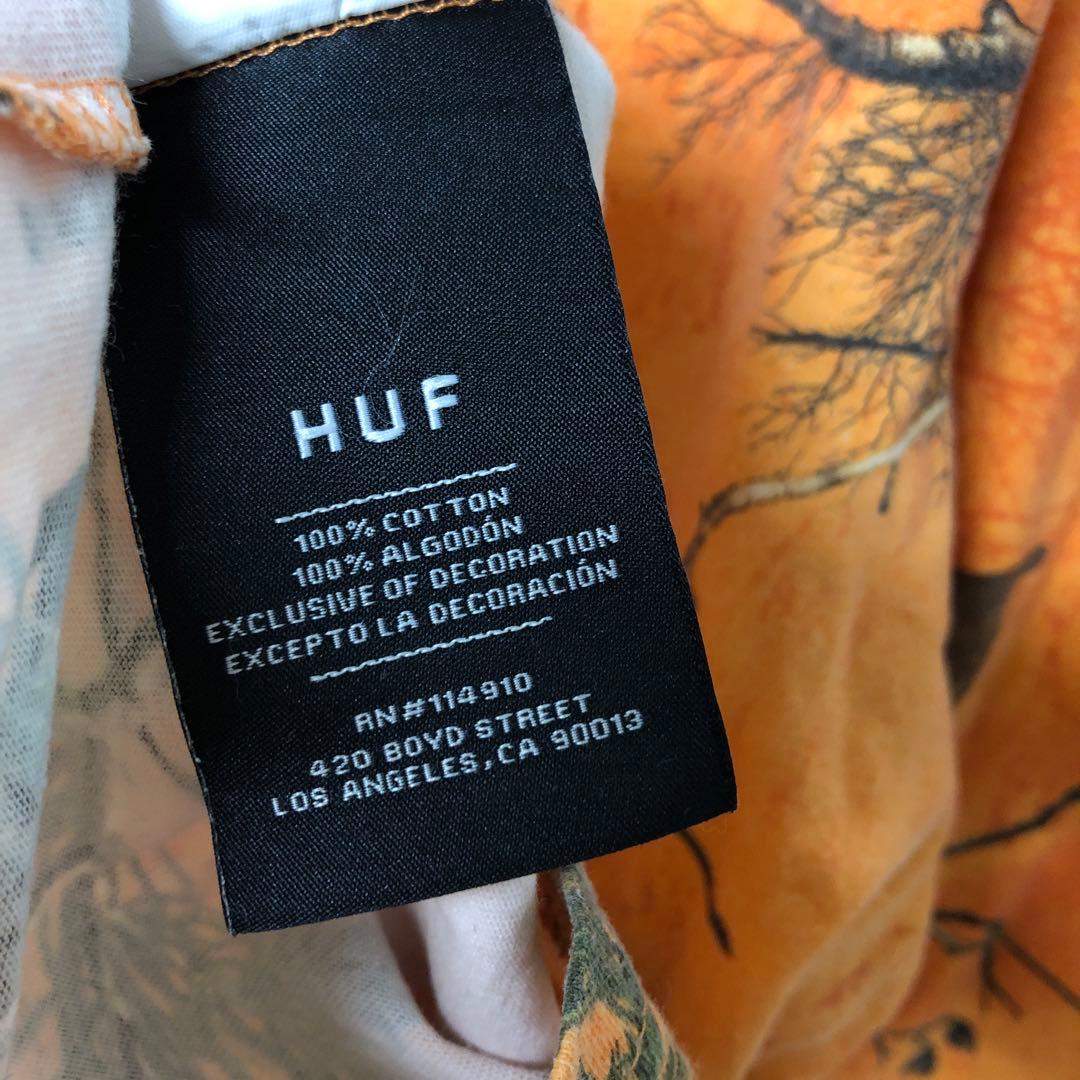 HUF
100% COTTON
100% ALGODÓN
EXCLUSIVE OF DECORATION
EXCEPTO LA DECORACIÓN
RN#114910
420 BOYD STREET
LOS ANGELES, CA 90013